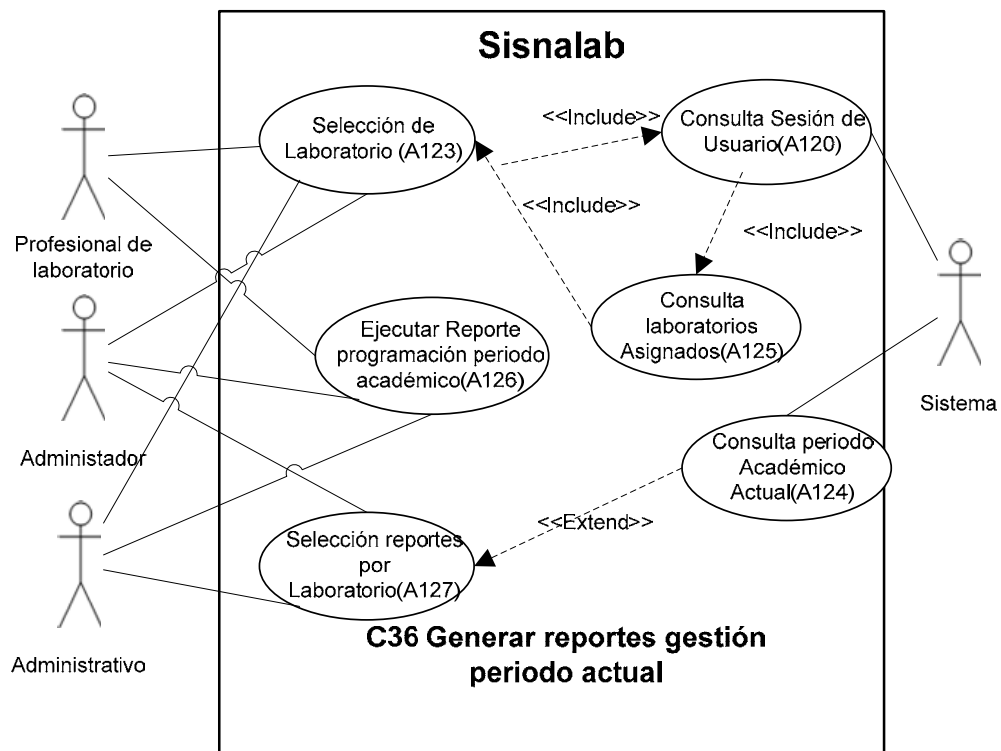 Sisnalab
Selección de
Laboratorio (A123)
<<Include>>
Consulta Sesión de
Usuario(A120)
<<Include>>
<<Include>>
Profesional de
laboratorio
Consulta
laboratorios
Asignados(A125)
Ejecutar Reporte
programación periodo
académico(A126)
Sistema
Administador
Consulta periodo
Académico
Actual(A124)
<<Extend>>
Selección reportes
por
Laboratorio(A127)
C36 Generar reportes gestión
periodo actual
Administrativo